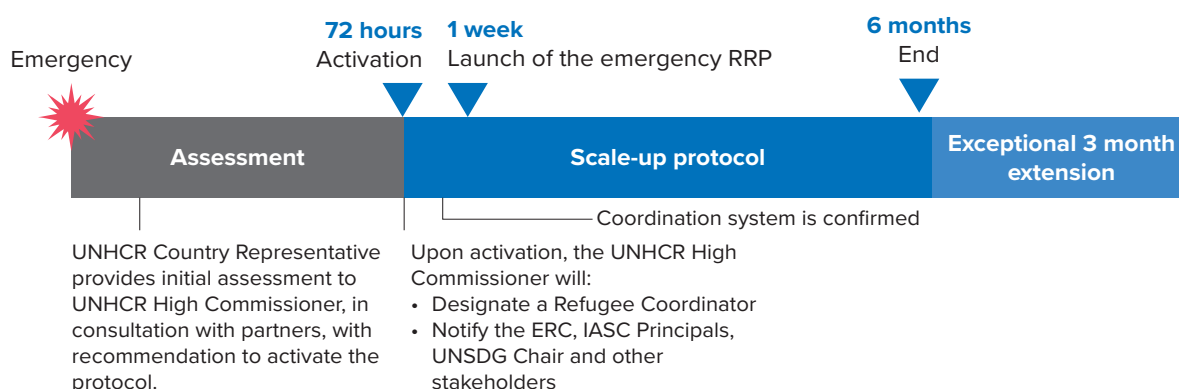 Emergency
72 hours
Activation
1 week
Launch of the emergency RRP
6 months
End
Assessment
Scale-up protocol
Exceptional 3 month
extension
Coordination system is confirmed
UNHCR Country Representative
provides initial assessment to
UNHCR High Commissioner, in
consultation with partners, with
recommendation to activate the
protocol.
Upon activation, the UNHCR High
Commissioner will:
• Designate a Refugee Coordinator
• Notify the ERC, IASC Principals,
UNSDG Chair and other
stakeholders